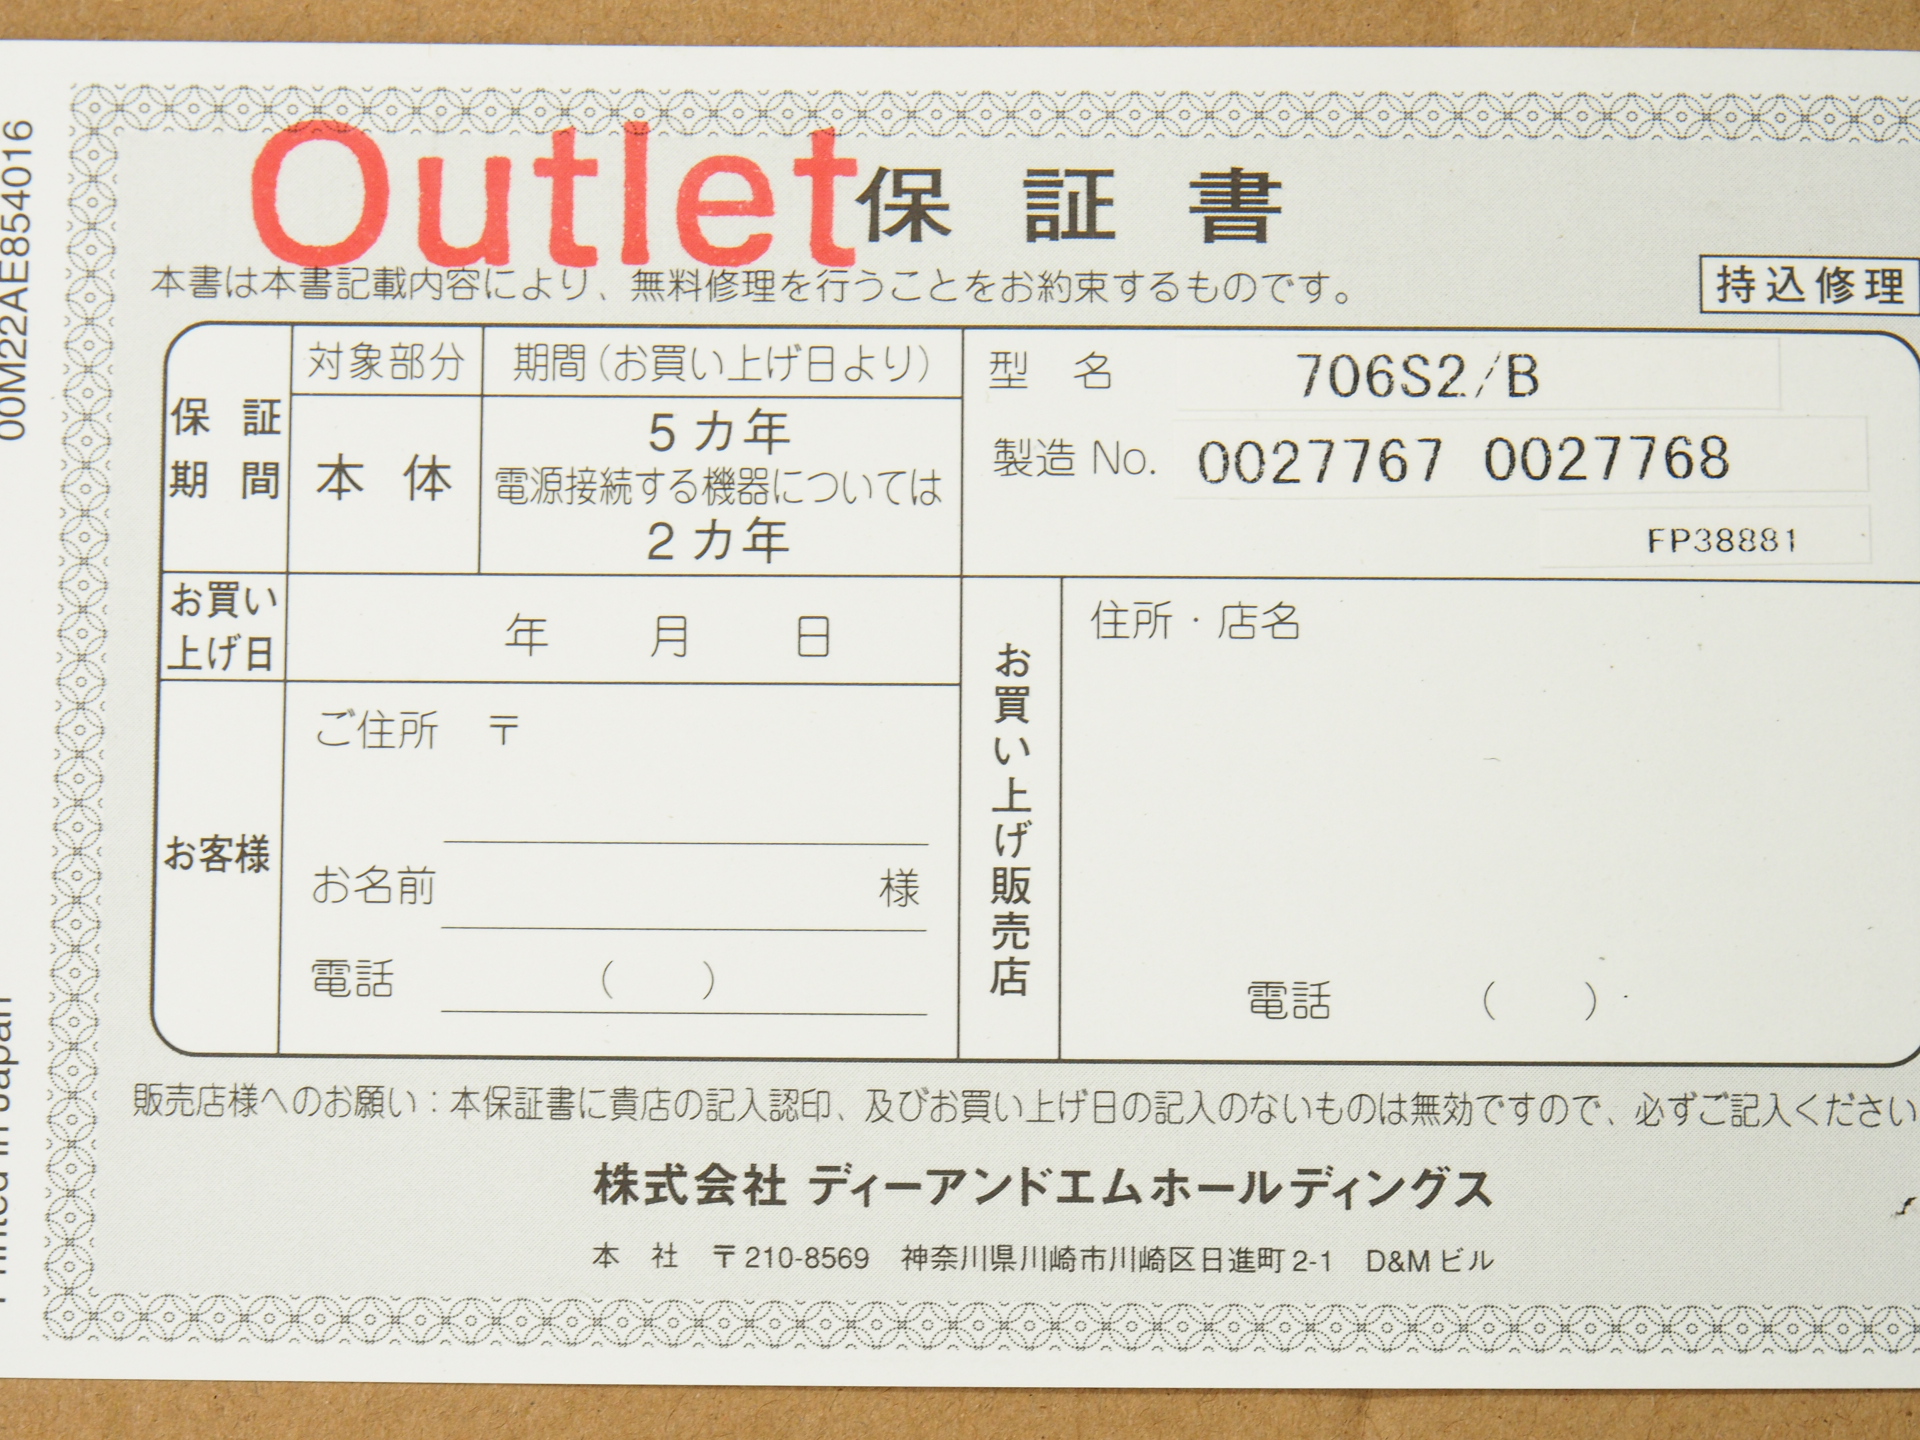 00M22AE854016
Outlet保証書
本書は本書記載内容により、無料修理を行うことをお約束するものです。
持込修理
保証期間
対象部分
期間(お買い上げ日より)
本体
5カ年
電源接続する機器については
2カ年
型名 706S2/B
製造 No. 0027767 0027768
FP38881
お買い上げ日
年 月 日
お客様
ご住所 〒
お名前 様
電話 ( )
お買い上げ販売店
住所・店名
電話 ( )
販売店様へのお願い:本保証書に貴店の記入認印、及びお買い上げ日の記入のないものは無効ですので、必ずご記入ください
株式会社 ディーアンドエムホールディングス
本社 〒210-8569 神奈川県川崎市川崎区日進町2-1 D&Mビル
Printed in Japan